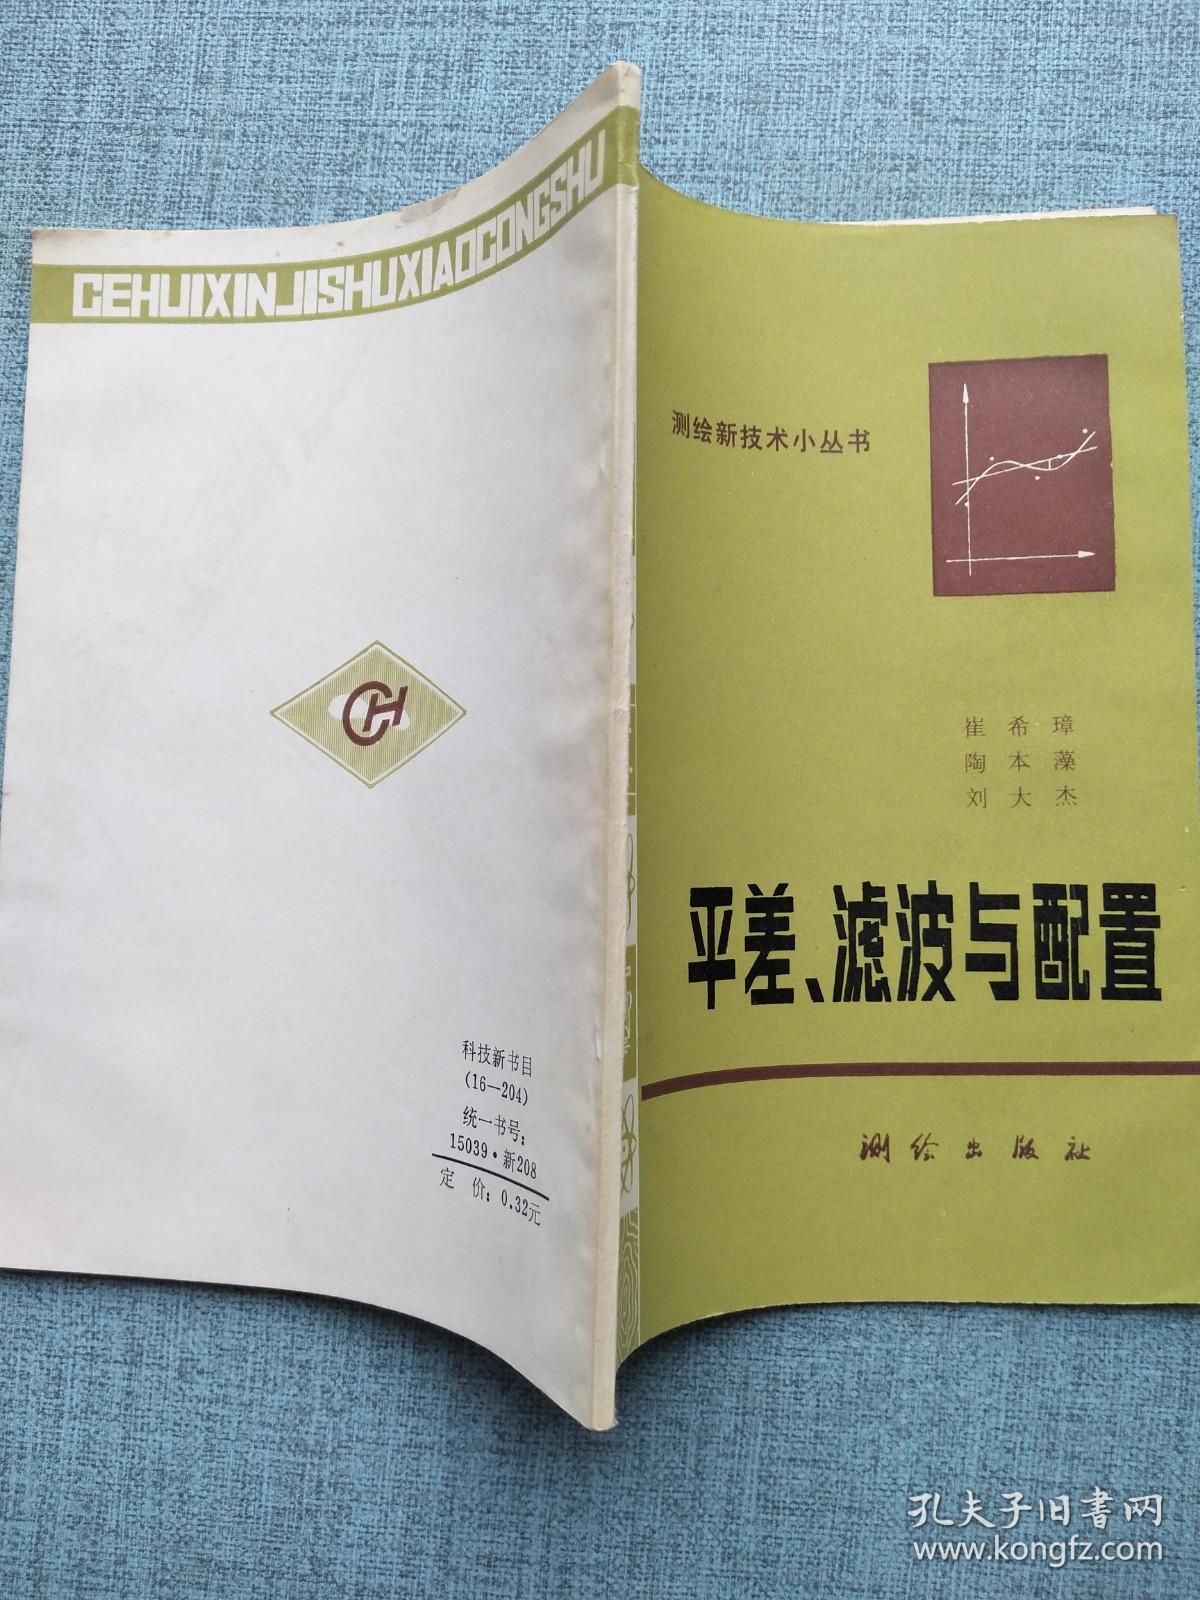 CEHUIXINJISHUXIAOCONGSHU
CH
科技新书目
(16—204)
统一书号：
15039·新208
定 价：0.32元
测绘新技术小丛书
崔希璋
陶本藻
刘大杰
平差、滤波与配置
测绘出版社
孔夫子旧书网
www.kongfz.com